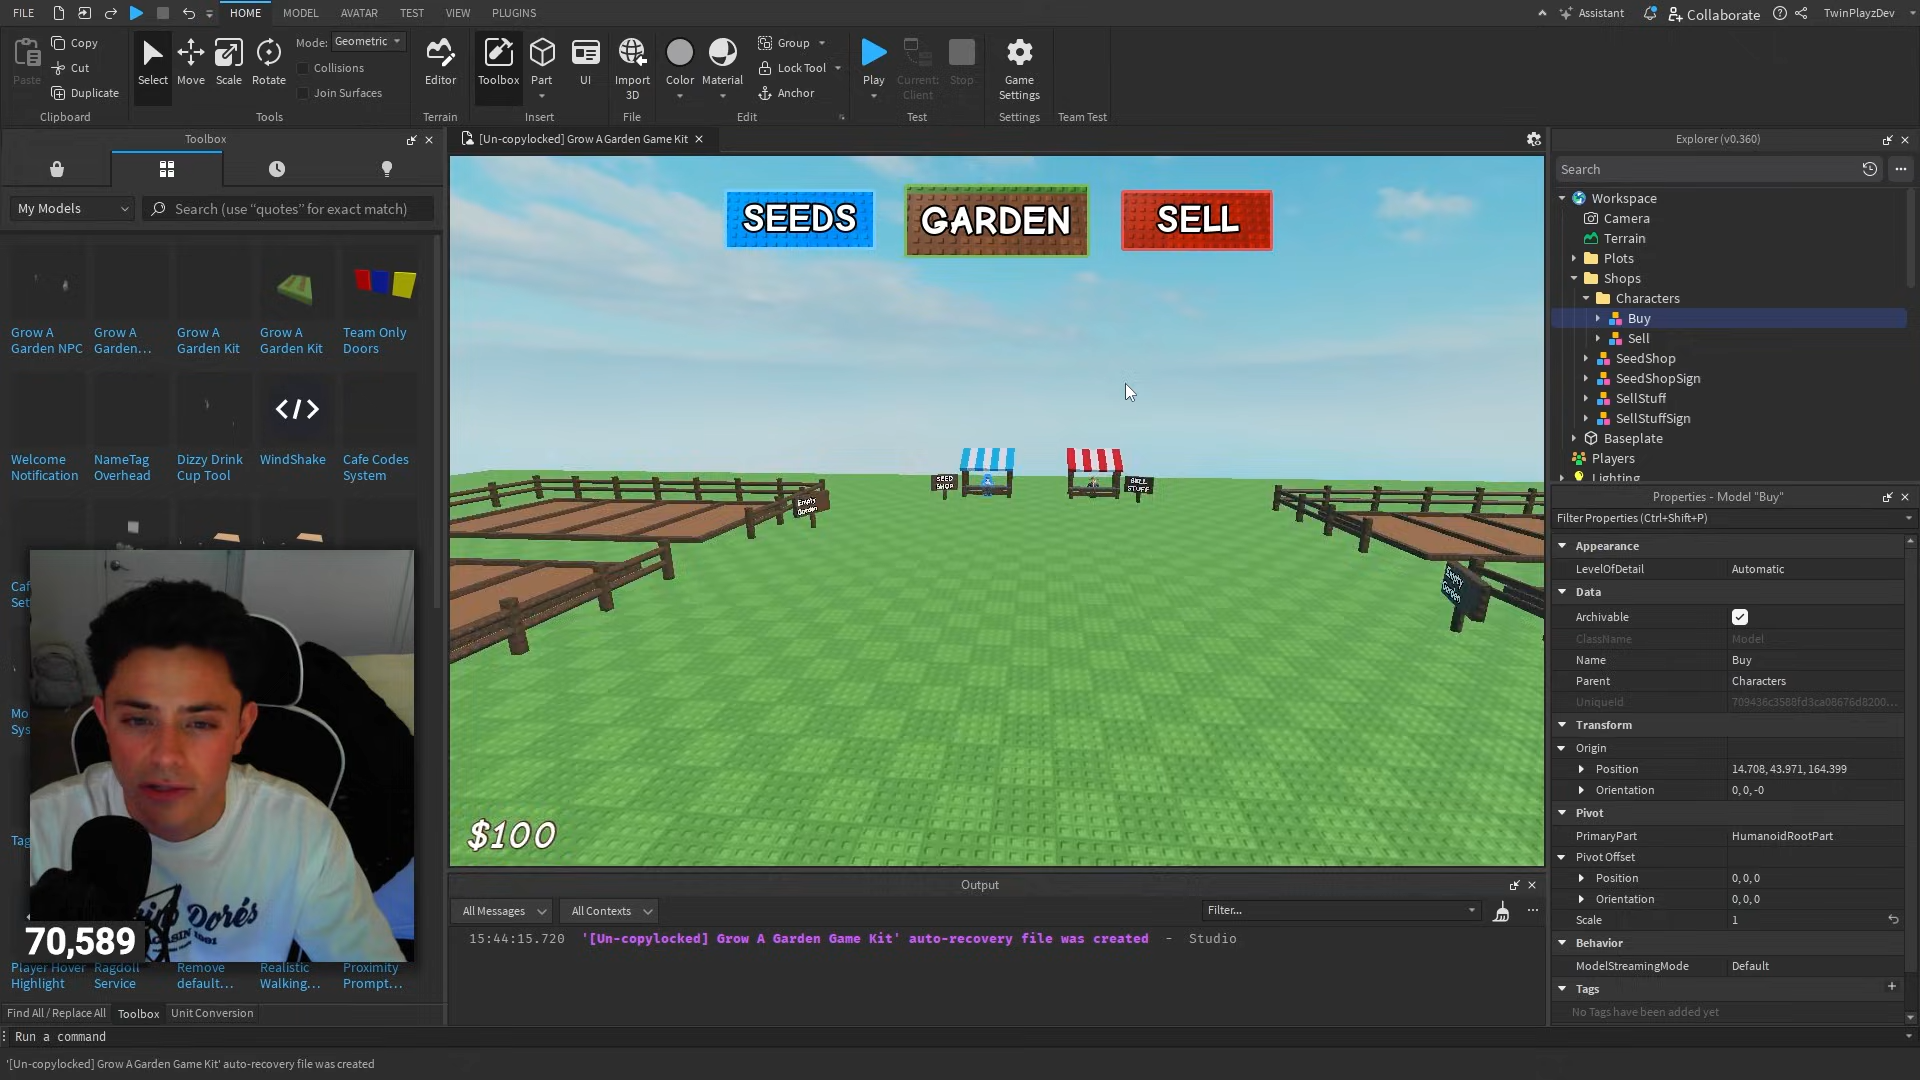 FILE
HOME
MODEL
AVATAR
TEST
VIEW
PLUGINS
Assistant
Collaborate
TwinPlayzDev
Paste
Copy
Cut
Duplicate
Clipboard
Select
Move
Scale
Rotate
Mode: Geometric
Collisions
Join Surfaces
Tools
Editor
Terrain
Toolbox
Part
UI
Insert
Import
3D
File
Color
Material
Group
Lock Tool
Anchor
Edit
Play
Current:
Client
Stop
Test
Game
Settings
Settings
Team Test
Toolbox
My Models
Search (use “quotes” for exact match)
Grow A
Garden NPC
Grow A
Garden...
Grow A
Garden Kit
Grow A
Garden Kit
Team Only
Doors
Welcome
Notification
NameTag
Overhead
Dizzy Drink
Cup Tool
WindShake
Cafe Codes
System
Player Hover
Highlight
Ragdoll
Service
Remove
default...
Realistic
Walking...
Proximity
Prompt...
70,589
Find All / Replace All
Toolbox
Unit Conversion
[Un-copylocked] Grow A Garden Game Kit
SEEDS
GARDEN
SELL
SEED
SHOP
SELL
STUFF
Empty
Garden
Empty
Garden
$100
Output
All Messages
All Contexts
Filter...
15:44:15.720 '[Un-copylocked] Grow A Garden Game Kit' auto-recovery file was created - Studio
Explorer (v0.360)
Search
Workspace
Camera
Terrain
Plots
Shops
Characters
Buy
Sell
SeedShop
SeedShopSign
SellStuff
SellStuffSign
Baseplate
Players
Lighting
Properties - Model "Buy"
Filter Properties (Ctrl+Shift+P)
Appearance
LevelOfDetail Automatic
Data
Archivable
ClassName Model
Name Buy
Parent Characters
UniqueId 709436c3588fd3ca08676d8200...
Transform
Origin
Position 14.708, 43.971, 164.399
Orientation 0, 0, -0
Pivot
PrimaryPart HumanoidRootPart
Pivot Offset
Position 0, 0, 0
Orientation 0, 0, 0
Scale 1
Behavior
ModelStreamingMode Default
Tags
No Tags have been added yet
Run a command
'[Un-copylocked] Grow A Garden Game Kit' auto-recovery file was created